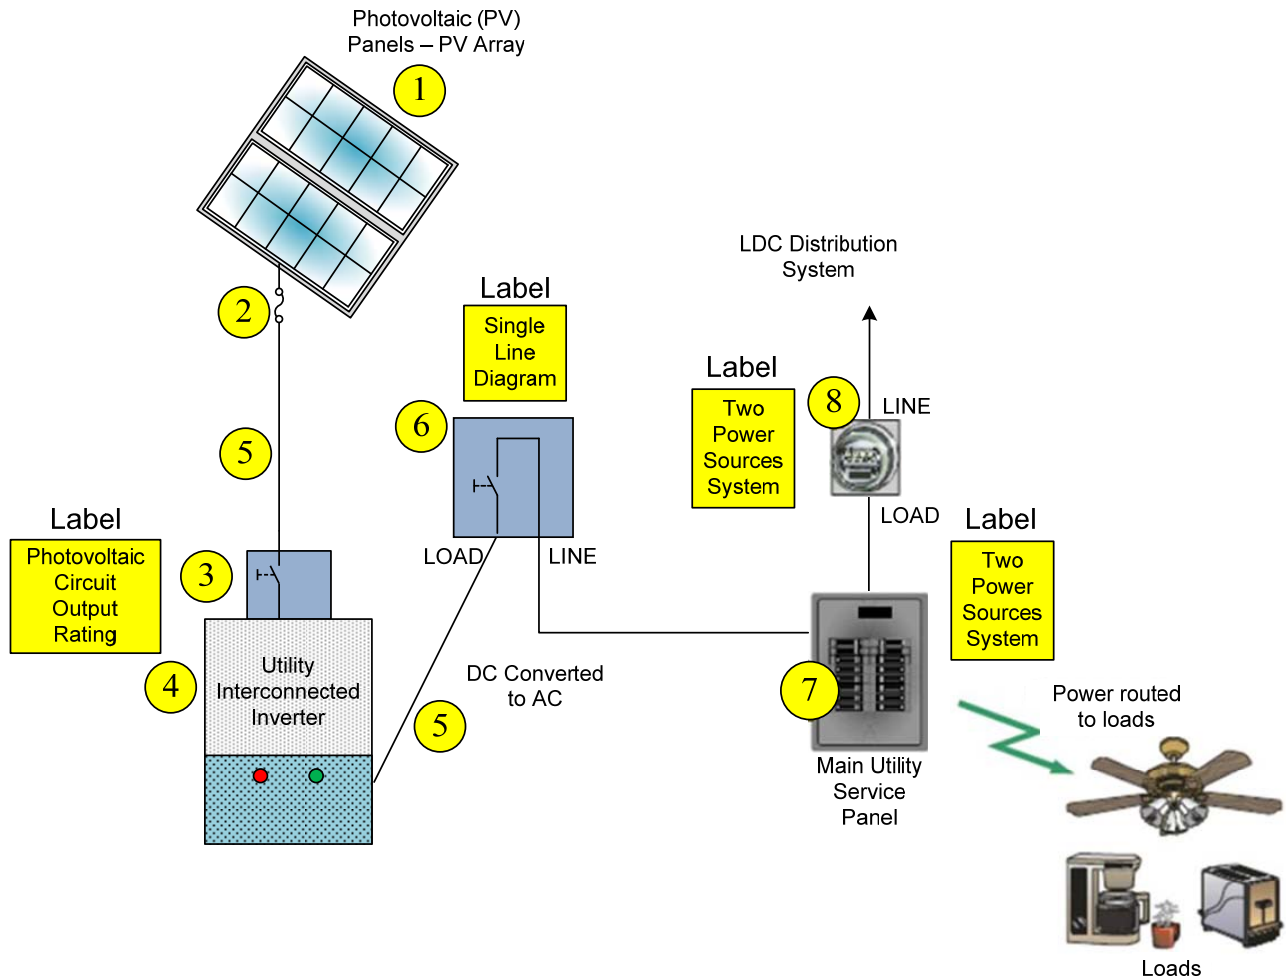 Photovoltaic (PV)
Panels – PV Array
1
2
5
Label
Photovoltaic
Circuit
Output
Rating
3
4
Utility
Interconnected
Inverter
5
DC Converted
to AC
Label
Single
Line
Diagram
6
LOAD
LINE
LDC Distribution
System
Label
Two
Power
Sources
System
8
LINE
LOAD
Label
Two
Power
Sources
System
7
Main Utility
Service
Panel
Power routed
to loads
Loads